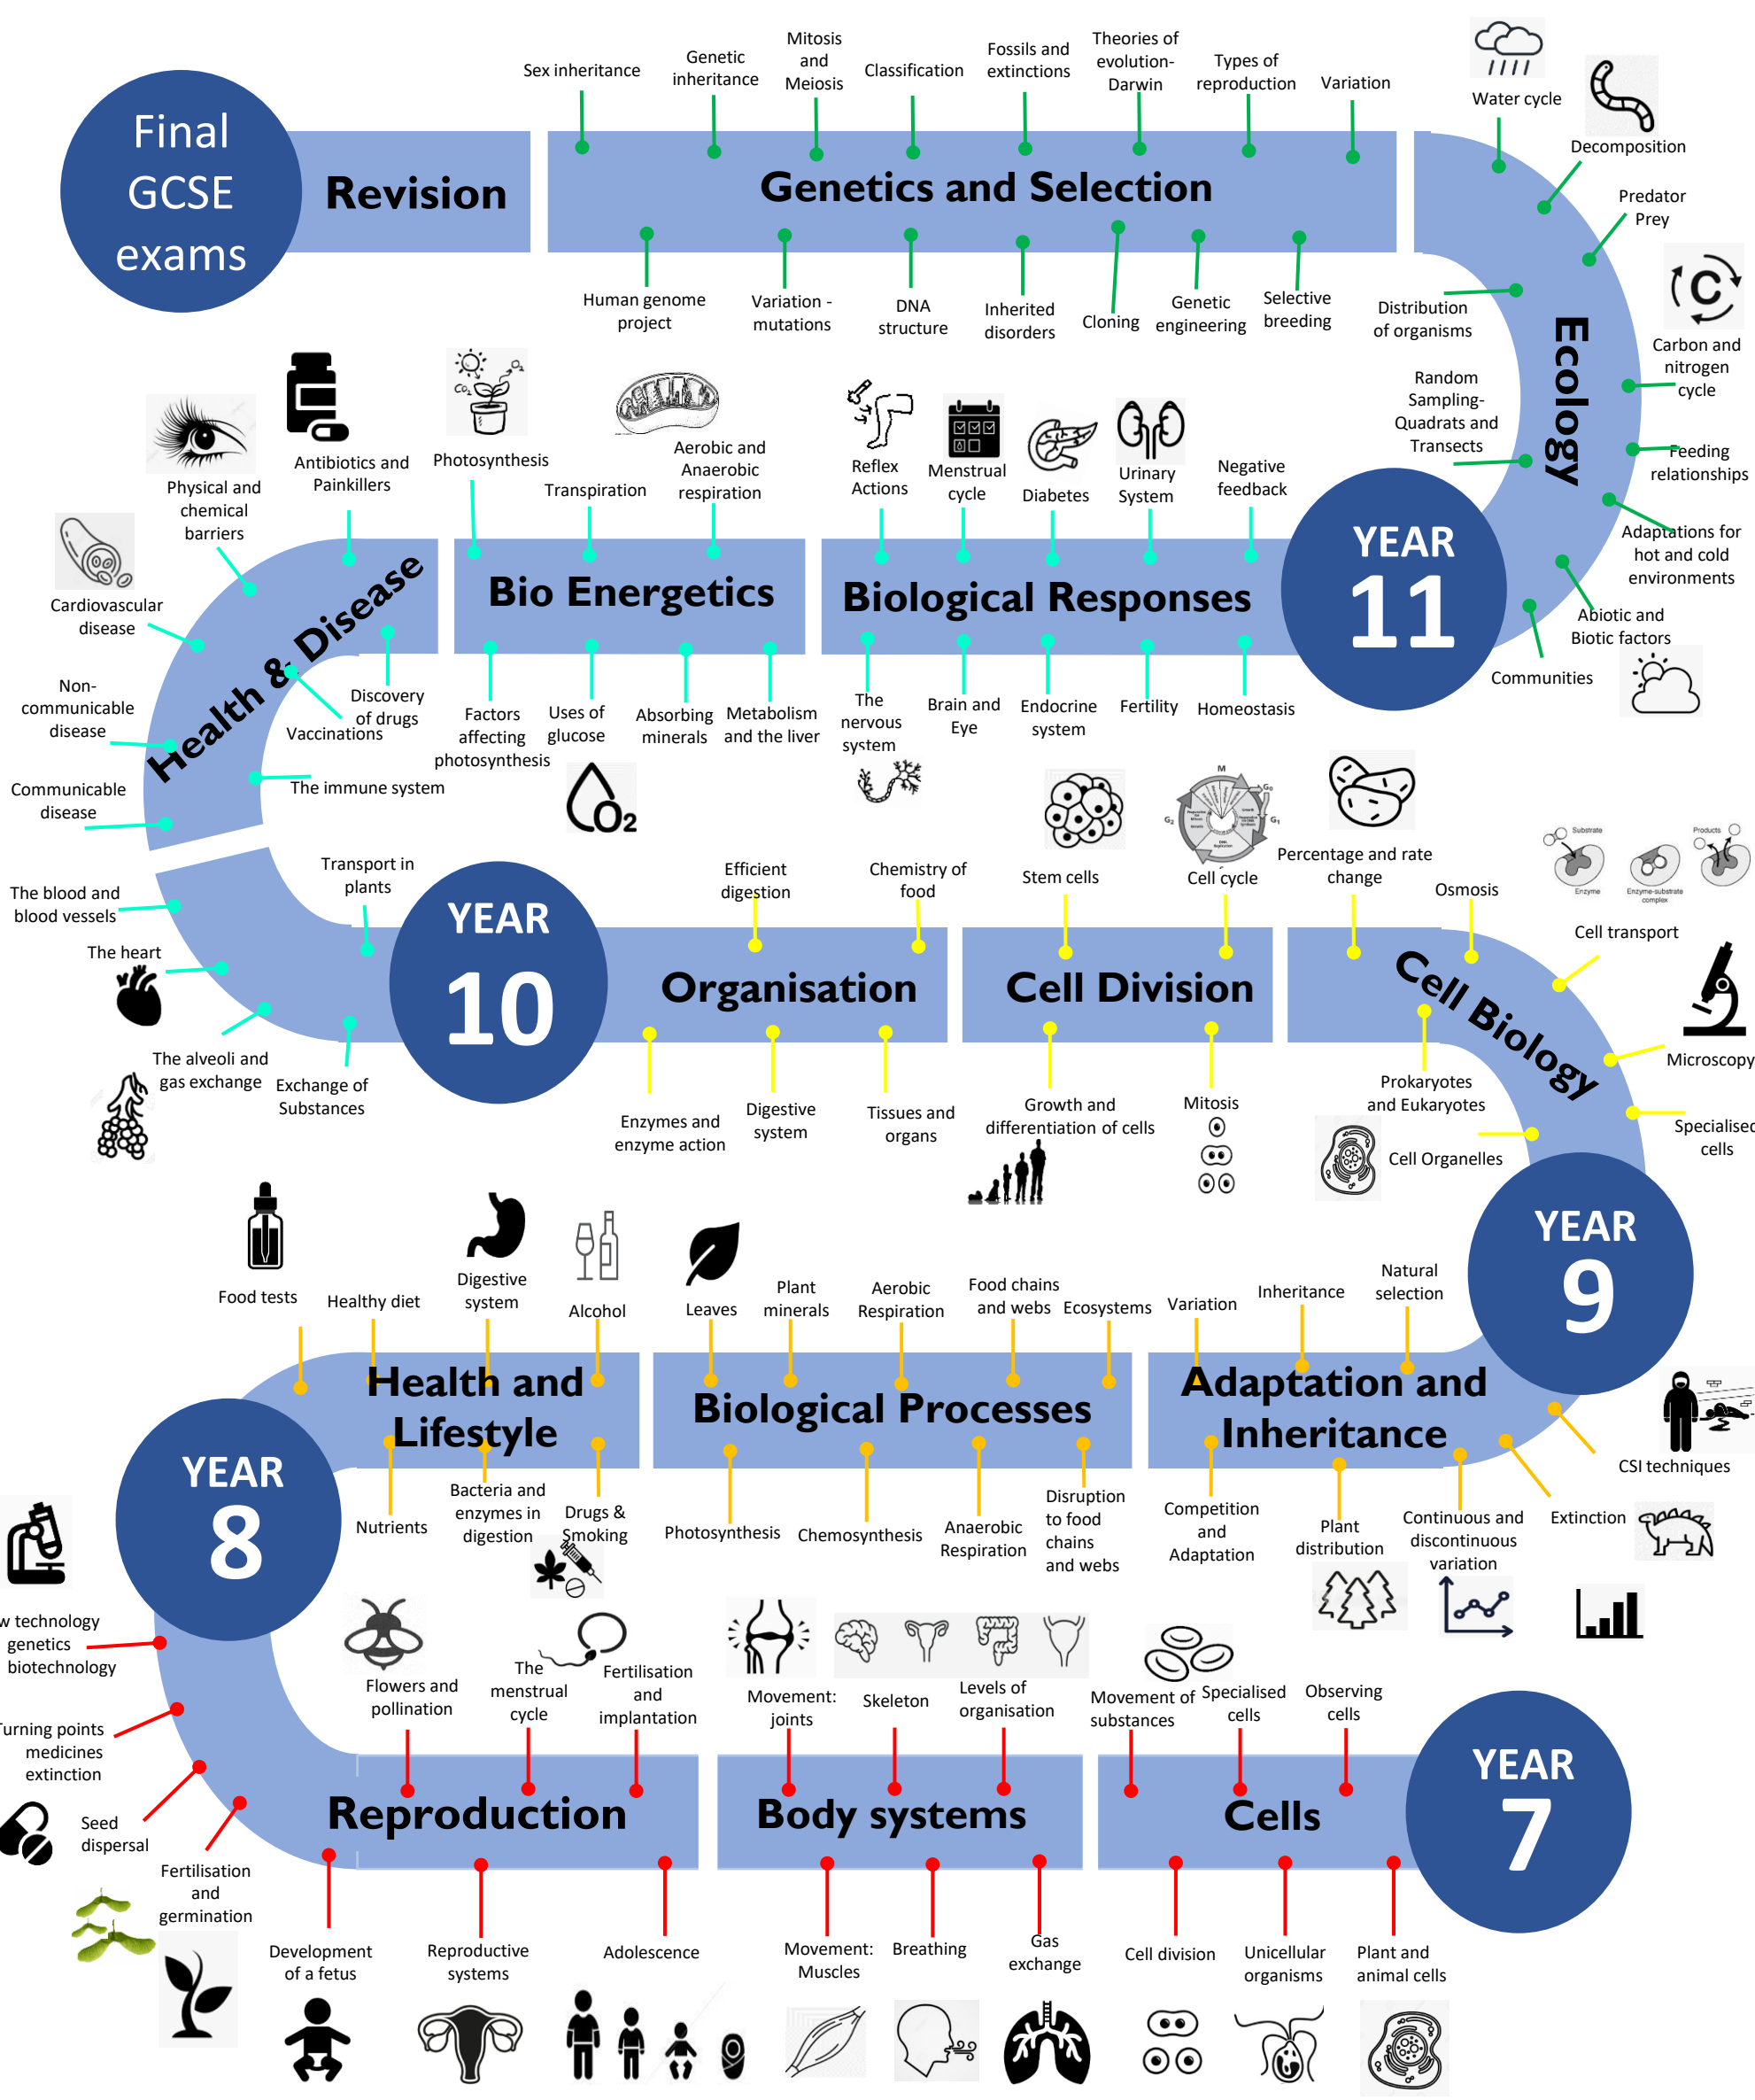 Final
GCSE
exams
Revision
Genetics and Selection
Sex inheritance
Genetic
inheritance
Mitosis
and
Meiosis
Classification
Fossils and
extinctions
Theories of
evolution-
Darwin
Types of
reproduction
Variation
Human genome
project
Variation -
mutations
DNA
structure
Inherited
disorders
Cloning
Genetic
engineering
Selective
breeding
Ecology
Water cycle
Decomposition
Predator
Prey
Distribution
of organisms
C
Carbon and
nitrogen
cycle
Random
Sampling-
Quadrats and
Transects
Feeding
relationships
Adaptations for
hot and cold
environments
Abiotic and
Biotic factors
Communities
YEAR
11
Biological Responses
Reflex
Actions
Menstrual
cycle
Diabetes
Urinary
System
Negative
feedback
The
nervous
system
Brain and
Eye
Endocrine
system
Fertility
Homeostasis
Bio Energetics
CO2
O2
Photosynthesis
Transpiration
Aerobic and
Anaerobic
respiration
Factors
affecting
photosynthesis
Uses of
glucose
Absorbing
minerals
Metabolism
and the liver
O2
Health & Disease
Antibiotics and
Painkillers
Physical and
chemical
barriers
Cardiovascular
disease
Non-
communicable
disease
Communicable
disease
Discovery
of drugs
Vaccinations
The immune system
Transport in
plants
The blood and
blood vessels
The heart
The alveoli and
gas exchange
Exchange of
Substances
YEAR
10
Organisation
Efficient
digestion
Chemistry of
food
Enzymes and
enzyme action
Digestive
system
Tissues and
organs
Cell Division
Stem cells
M
G0
G1
G2
Cell cycle
Growth and
differentiation of cells
Mitosis
Cell Biology
Percentage and rate
change
Osmosis
Substrate
Products
Enzyme
Enzyme-substrate
complex
Cell transport
Microscopy
Specialised
cells
Prokaryotes
and Eukaryotes
Cell Organelles
YEAR
9
Adaptation and
Inheritance
Variation
Inheritance
Natural
selection
CSI techniques
Extinction
Continuous and
discontinuous
variation
Plant
distribution
Competition
and
Adaptation
Biological Processes
Leaves
Plant
minerals
Aerobic
Respiration
Food chains
and webs
Ecosystems
Photosynthesis
Chemosynthesis
Anaerobic
Respiration
Disruption
to food
chains
and webs
Health and
Lifestyle
Food tests
Healthy diet
Digestive
system
Alcohol
Nutrients
Bacteria and
enzymes in
digestion
Drugs &
Smoking
YEAR
8
w technology
genetics
biotechnology
Turning points
medicines
extinction
Seed
dispersal
Fertilisation
and
germination
Reproduction
Flowers and
pollination
The
menstrual
cycle
Fertilisation
and
implantation
Development
of a fetus
Reproductive
systems
Adolescence
Body systems
Movement:
joints
Skeleton
Levels of
organisation
Movement:
Muscles
Breathing
Gas
exchange
Cells
Movement of
substances
Specialised
cells
Observing
cells
Cell division
Unicellular
organisms
Plant and
animal cells
YEAR
7